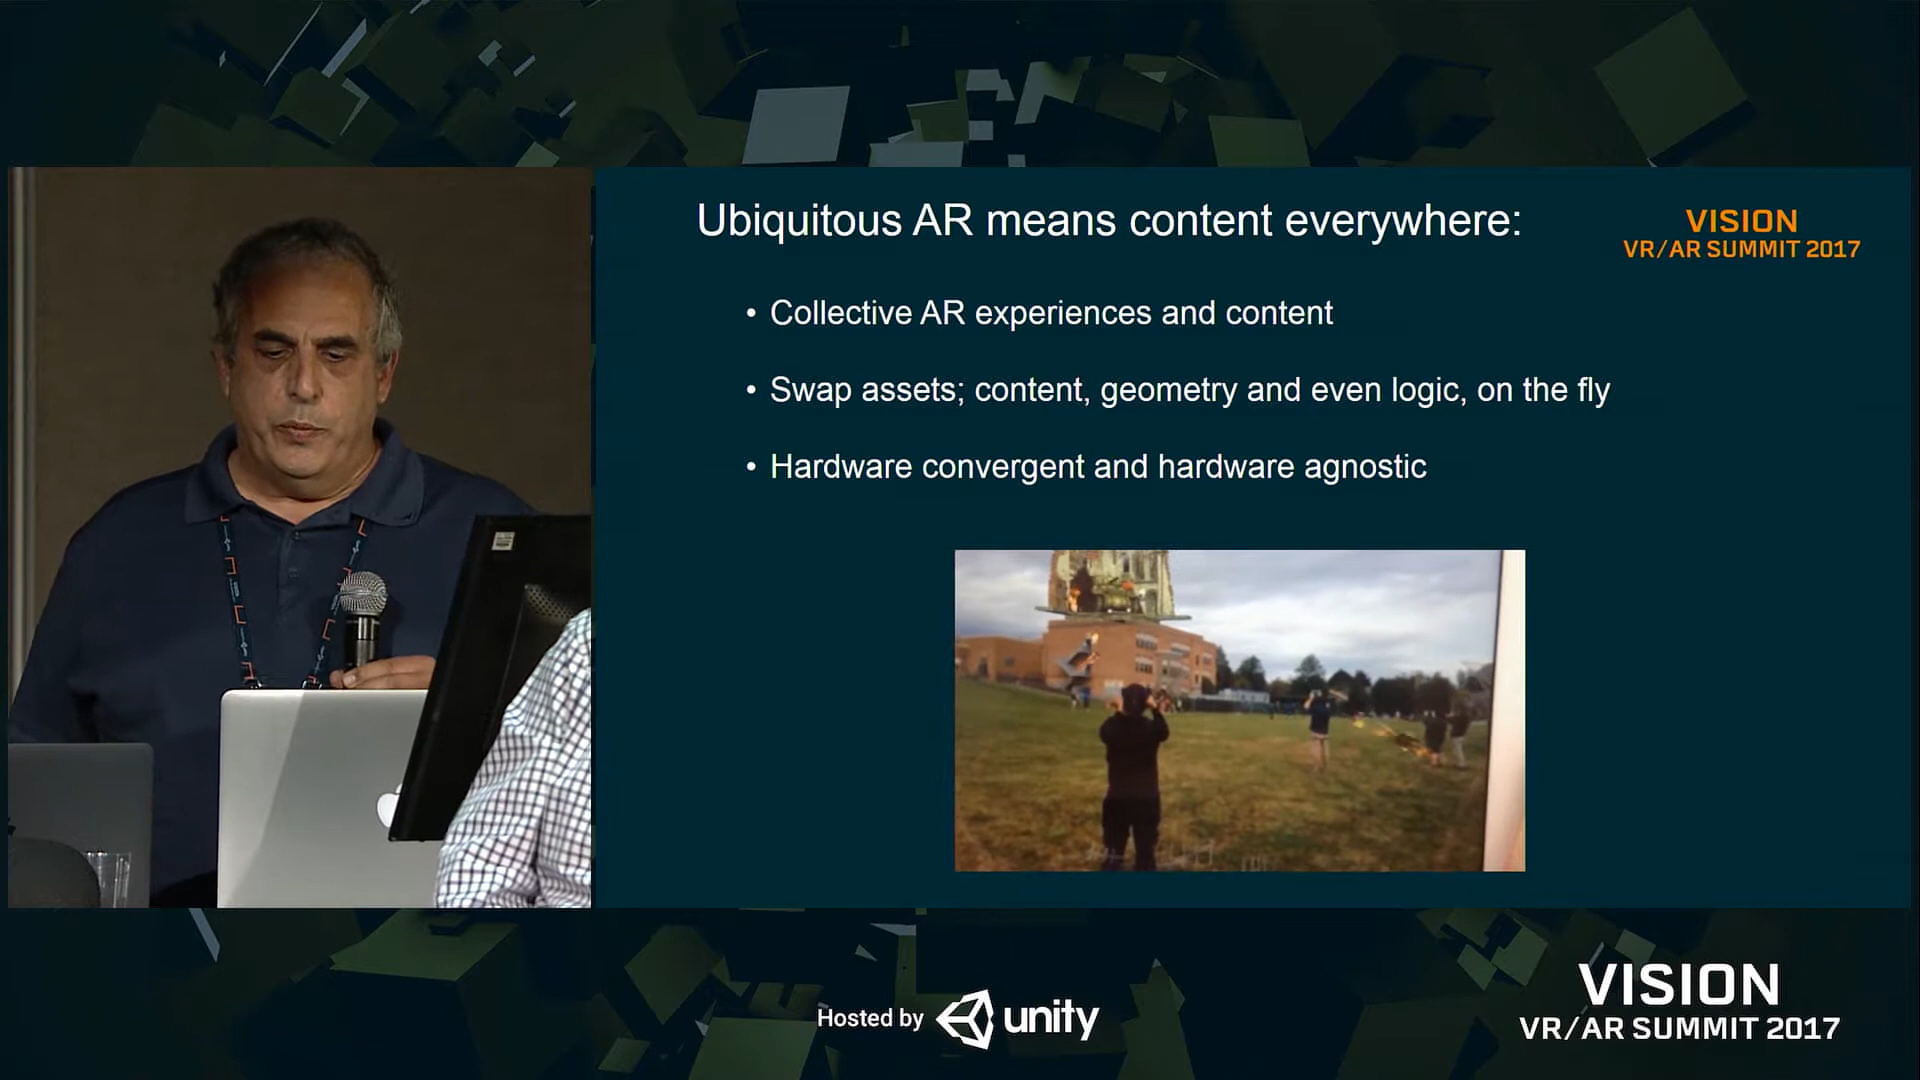 Ubiquitous AR means content everywhere:
VISION
VR/AR SUMMIT 2017
• Collective AR experiences and content
• Swap assets; content, geometry and even logic, on the fly
• Hardware convergent and hardware agnostic
Hosted by unity
VISION
VR/AR SUMMIT 2017